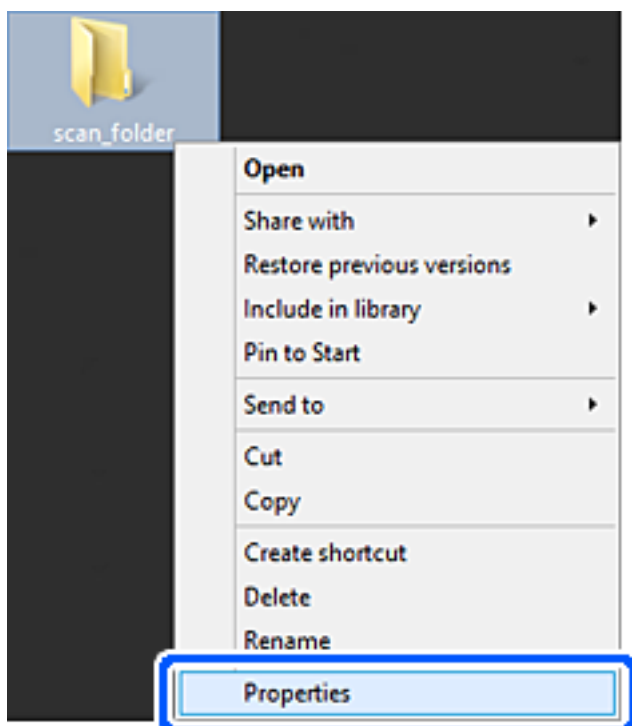 scan_folder
Open
Share with
Restore previous versions
Include in library
Pin to Start
Send to
Cut
Copy
Create shortcut
Delete
Rename
Properties